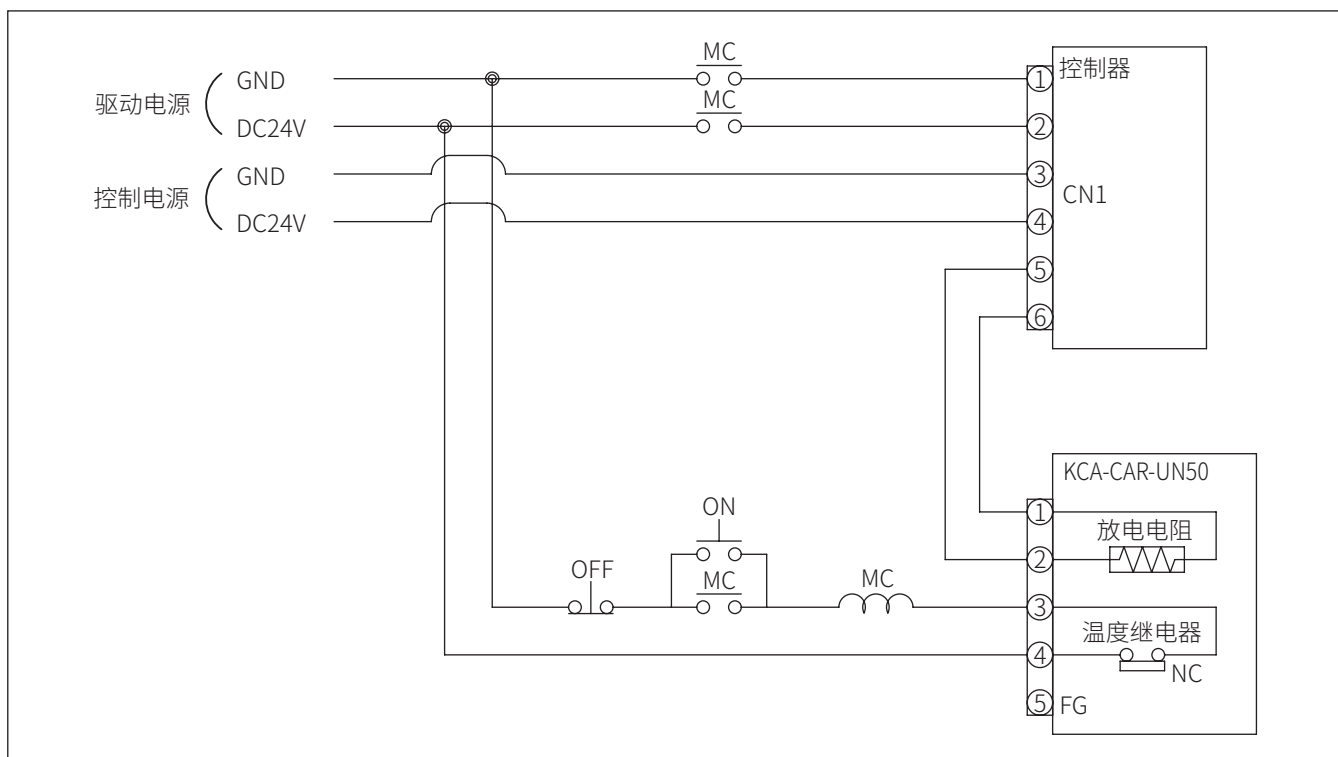 MC
GND
驱动电源
DC24V
MC
GND
控制电源
DC24V
控制器
①
②
③
CN1
④
⑤
⑥
KCA-CAR-UN50
①
放电电阻
②
ON
OFF
MC
MC
③
温度继电器
④
NC
⑤ FG